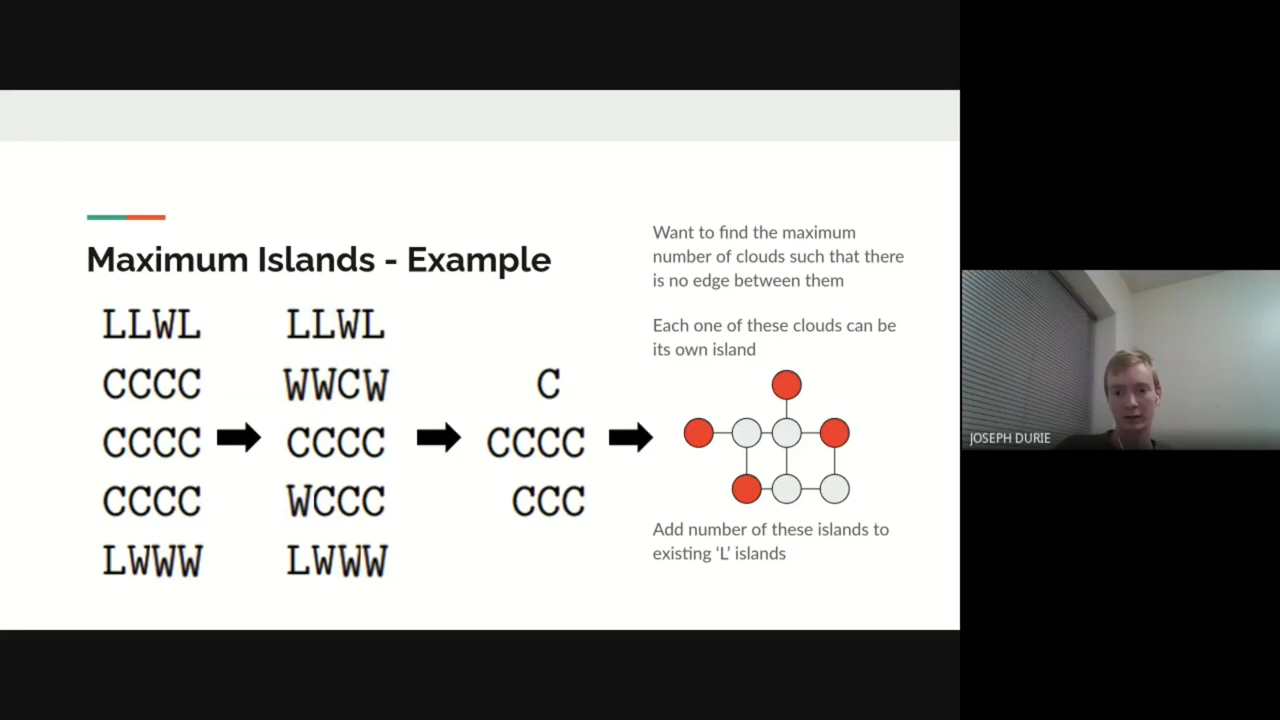 Maximum Islands - Example
LLWL
CCCC
CCCC
CCCC
LWWW
LLWL
WWCW
CCCC
WCCC
LWWW
C
CCCC
CCC
Want to find the maximum
number of clouds such that there
is no edge between them
Each one of these clouds can be
its own island
Add number of these islands to
existing ‘L’ islands
JOSEPH DURIE